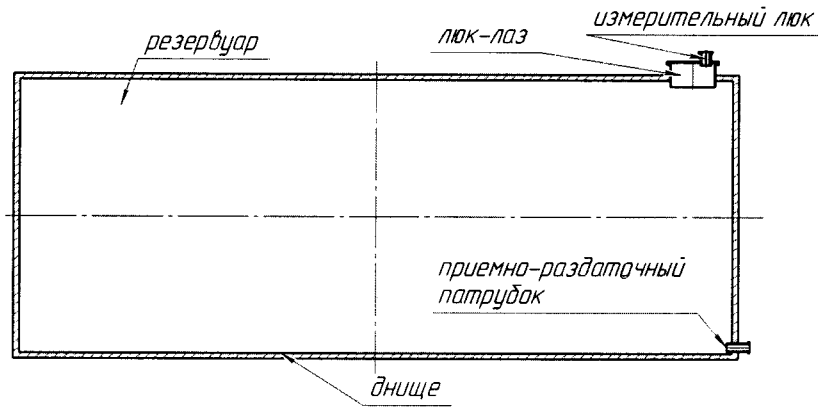 измерительный люк
люк-лаз
резервуар
приемно-раздаточный
патрубок
днище